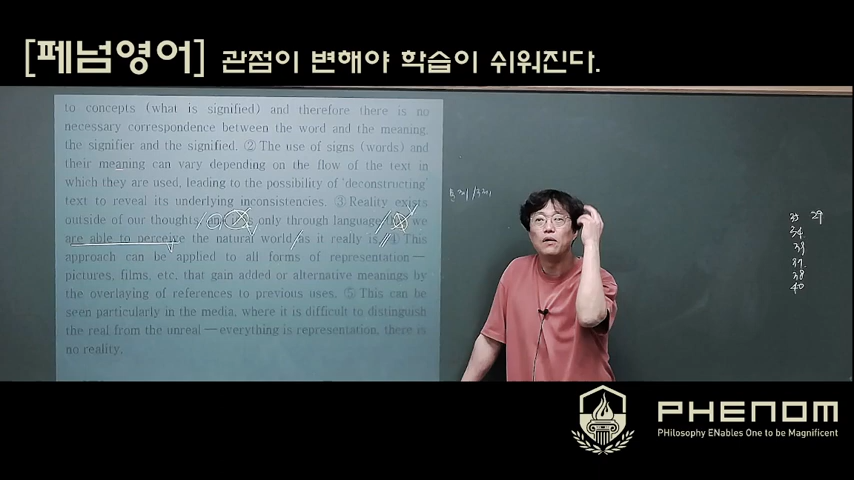 [페넘영어] 관점이 변해야 학습이 쉬워진다.
to concepts (what is signified) and therefore there is no
necessary correspondence between the word and the meaning,
the signifier and the signified. ② The use of signs (words) and
their meaning can vary depending on the flow of the text in
which they are used, leading to the possibility of 'deconstructing'
text to reveal its underlying inconsistencies. ③ Reality exists
outside of our thoughts, and it is only through language that we
are able to perceive the natural world as it really is. ④ This
approach can be applied to all forms of representation—
pictures, films, etc. that gain added or alternative meanings by
the overlaying of references to previous uses. ⑤ This can be
seen particularly in the media, where it is difficult to distinguish
the real from the unreal—everything is representation, there is
no reality.
29
34
37.
38
40
PHENOM
PHilosophy ENables One to be Magnificent